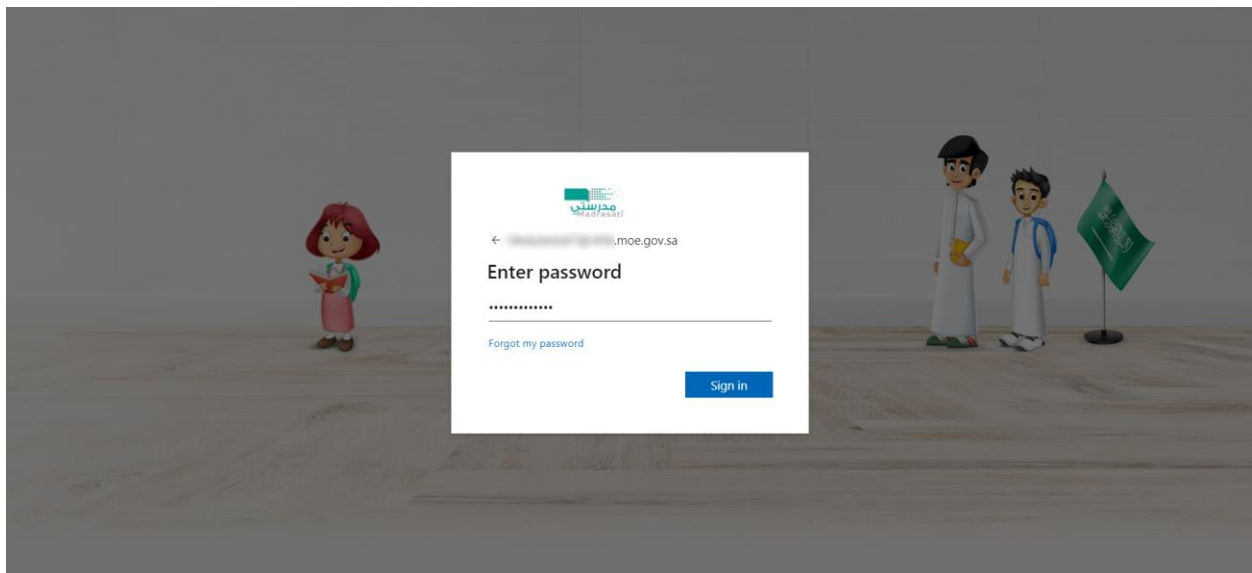 مدرستي
Madrasati
.moe.gov.sa
Enter password
Forgot my password
Sign in